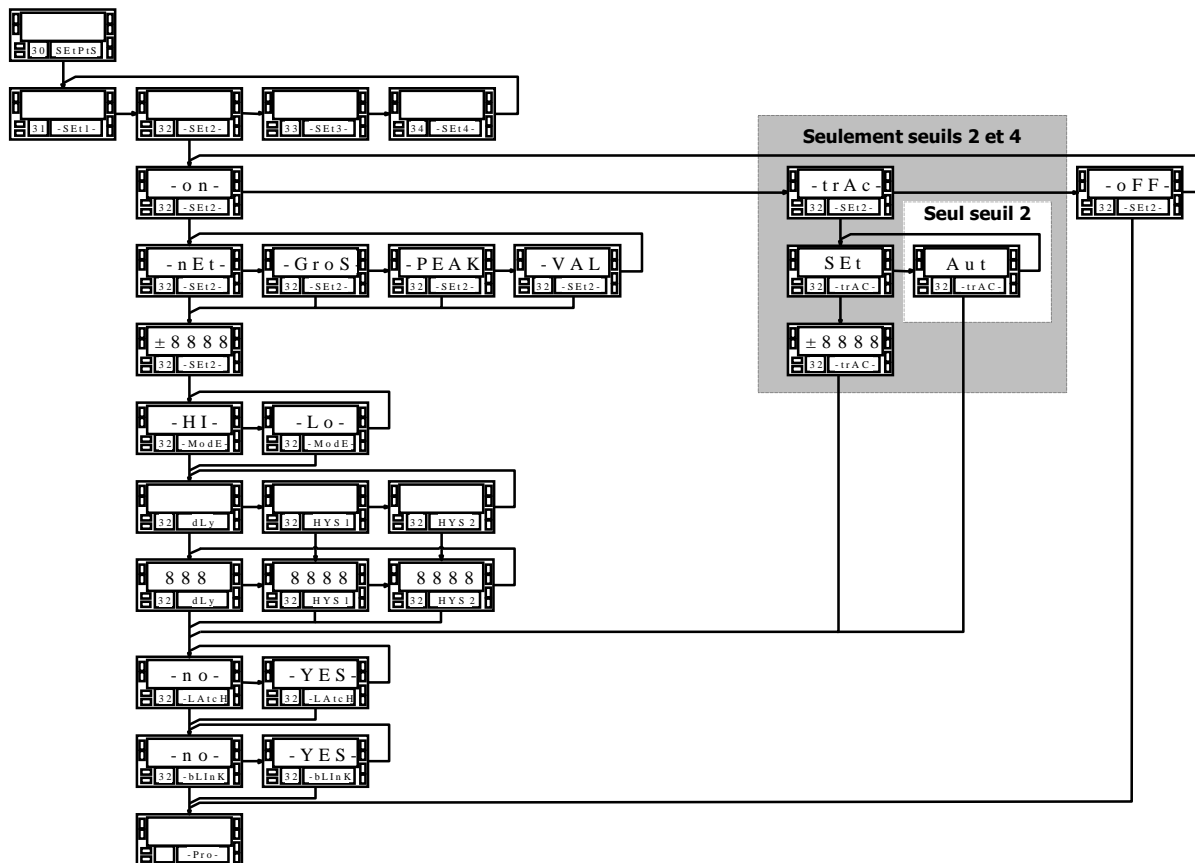 30 SEtPtS
31 -SEt1-
32 -SEt2-
33 -SEt3-
34 -SEt4-
Seulement seuils 2 et 4
-on-
32 -SEt2-
-trAc-
32 -SEt2-
-oFF-
32 -SEt2-
Seul seuil 2
-nEt-
32 -SEt2-
-GroS-
32 -SEt2-
-PEAK
32 -SEt2-
-VAL
32 -SEt2-
SEt
32 -trAC-
Aut
32 -trAC-
±8888
32 -SEt2-
±8888
32 -trAC-
-HI-
32 -ModE-
-Lo-
32 -ModE-
32 dLy
32 HYS1
32 HYS2
888
32 dLy
8888
32 HYS1
8888
32 HYS2
-no-
32 -LAtcH
-YES-
32 -LAtcH
-no-
32 -bLInK
-YES-
32 -bLInK
-Pro-